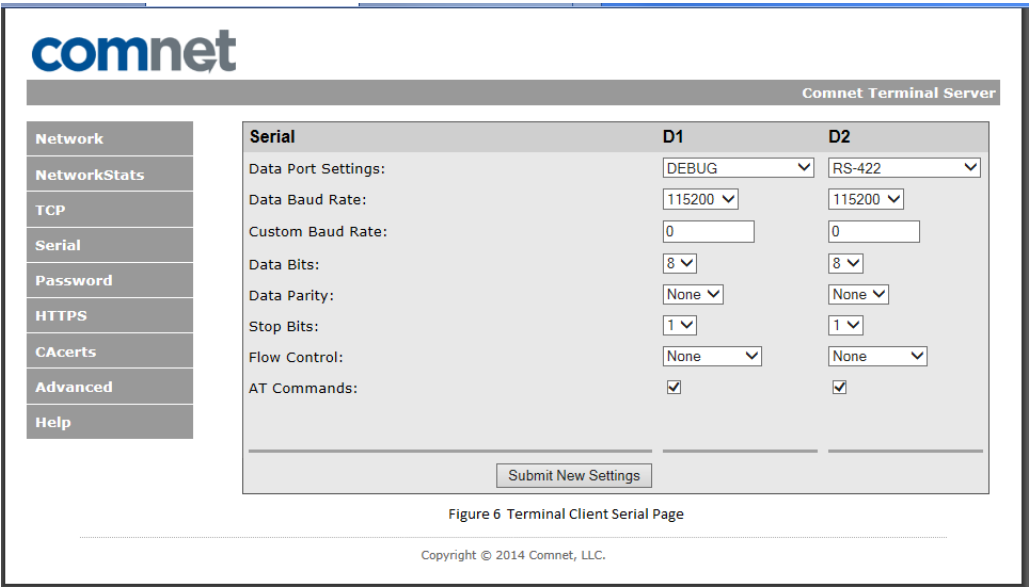 comnet
Comnet Terminal Server
Network
NetworkStats
TCP
Serial
Password
HTTPS
CAcerts
Advanced
Help
Serial D1 D2
Data Port Settings: DEBUG RS-422
Data Baud Rate: 115200 115200
Custom Baud Rate: 0 0
Data Bits: 8 8
Data Parity: None None
Stop Bits: 1 1
Flow Control: None None
AT Commands:
Submit New Settings
Figure 6 Terminal Client Serial Page
Copyright © 2014 Comnet, LLC.